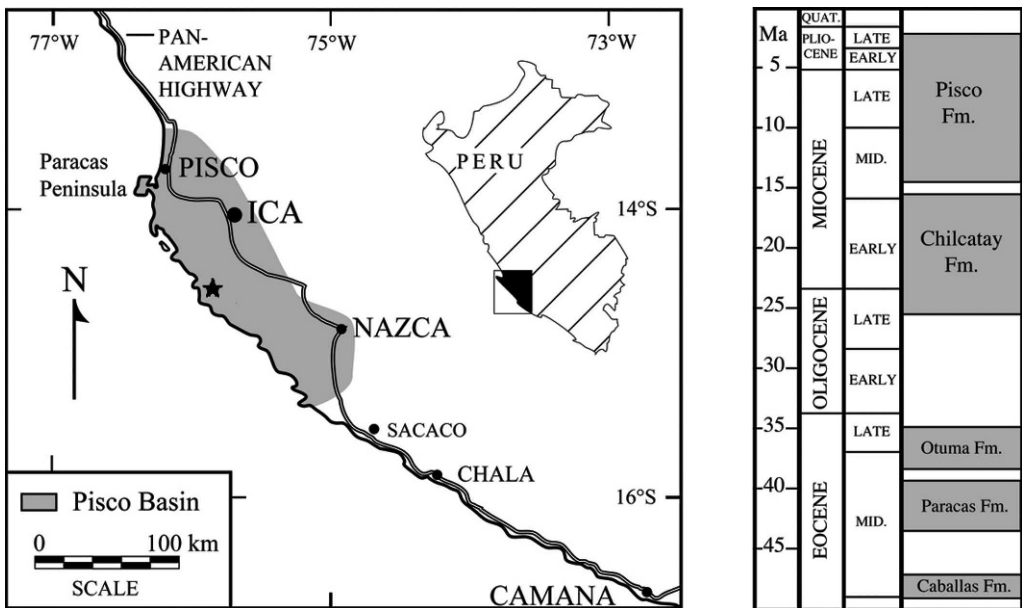 77°W
75°W
73°W
PAN-
AMERICAN
HIGHWAY
Paracas
Peninsula
PISCO
ICA
PERU
14°S
N
NAZCA
SACACO
CHALA
16°S
CAMANA
Pisco Basin
0 100 km
SCALE
Ma
5
10
15
20
25
30
35
40
45
QUAT.
PLIO-
CENE
MIOCENE
OLIGOCENE
EOCENE
LATE
EARLY
LATE
MID.
EARLY
LATE
EARLY
LATE
MID.
Pisco
Fm.
Chilcatay
Fm.
Otuma Fm.
Paracas Fm.
Caballas Fm.